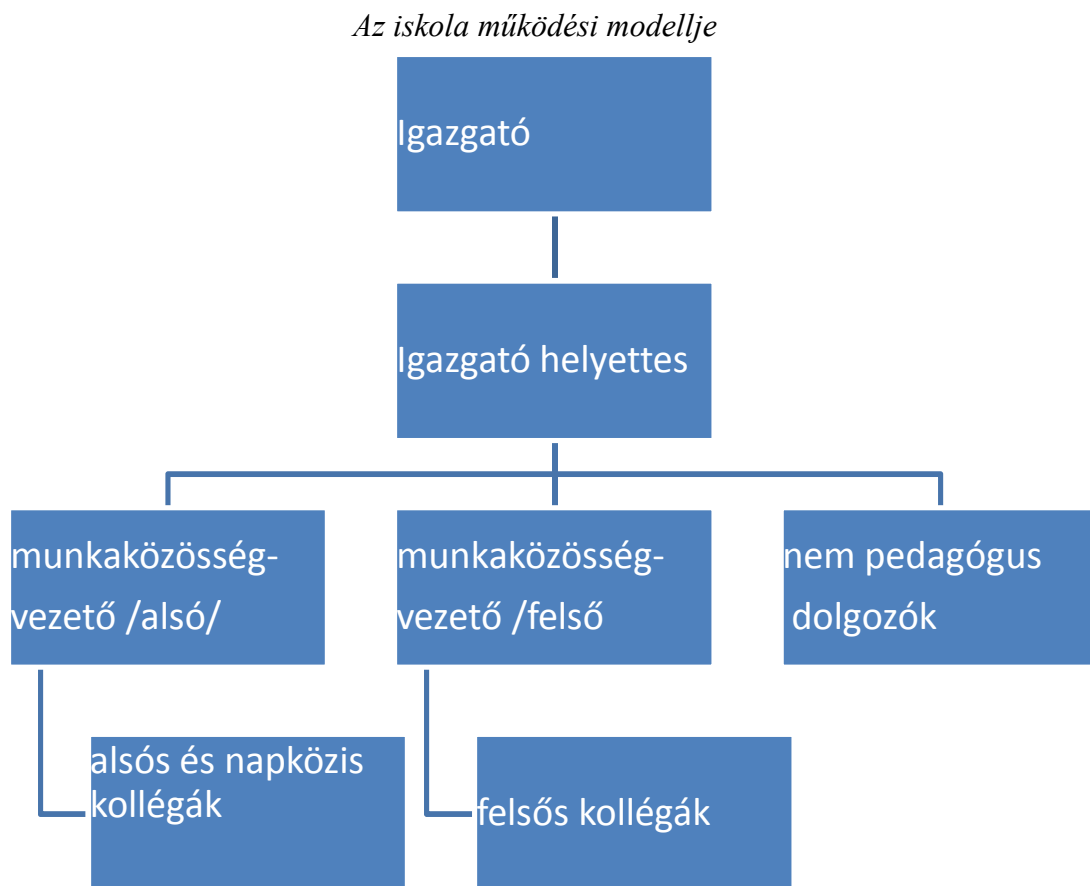 Az iskola működési modellje
Igazgató
Igazgató helyettes
munkaközösség-
vezető /alsó/
munkaközösség-
vezető /felső
nem pedagógus
dolgozók
alsós és napközis
kollégák
felsős kollégák